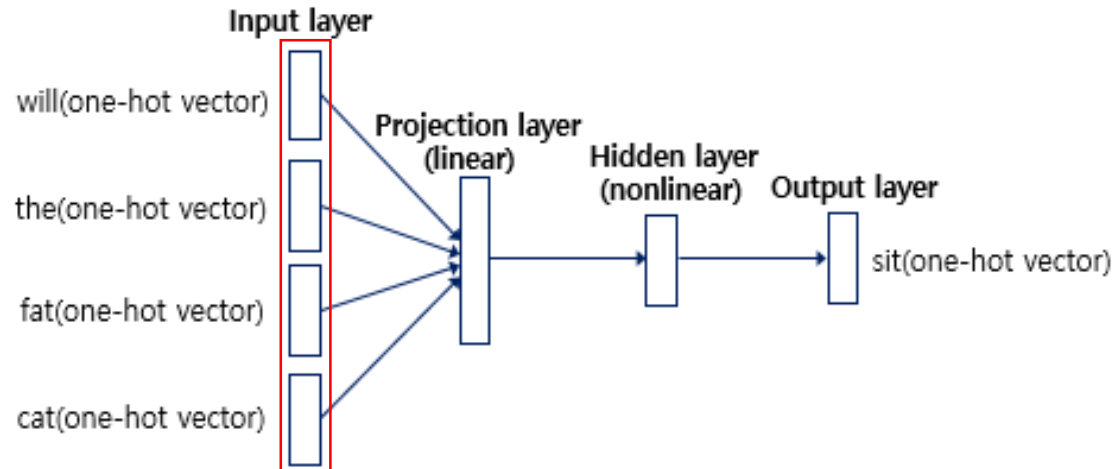 Input layer
will(one-hot vector)
Projection layer
(linear)
Hidden layer
(nonlinear)
Output layer
the(one-hot vector)
sit(one-hot vector)
fat(one-hot vector)
cat(one-hot vector)